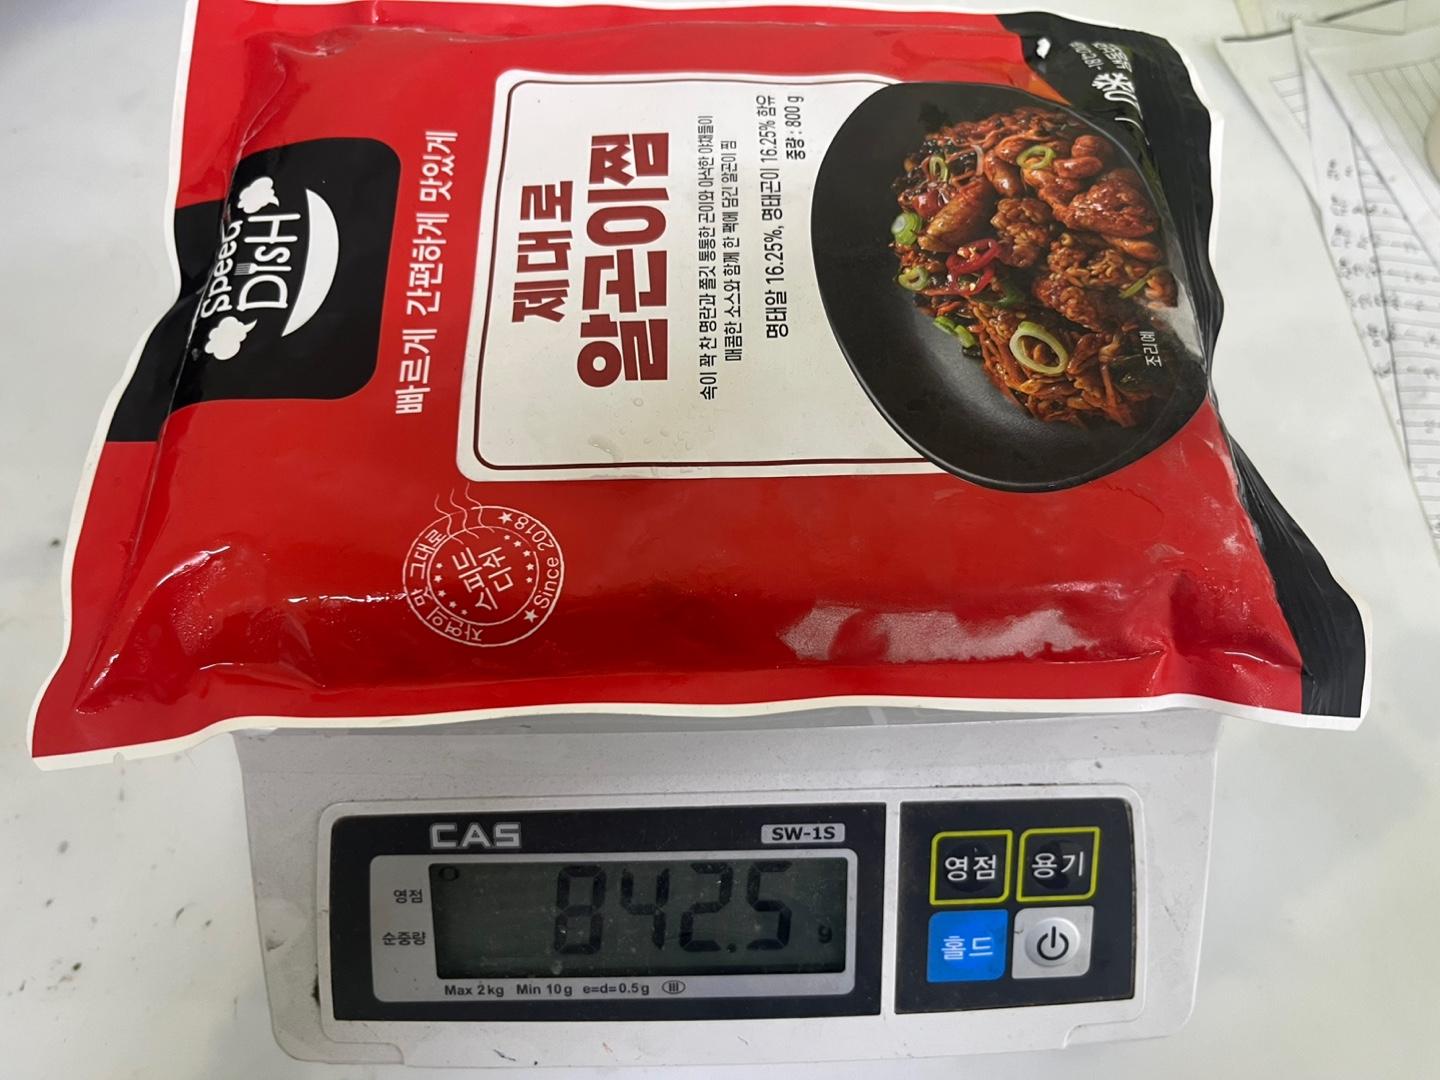 Speed
DISH
빠르게 간편하게 맛있게
제대로
알곤이찜
속이 꽉 찬 명란과 쫄깃 통통한 곤이와 아삭한 야채들이
매콤한 소스와 함께 한 팩에 담긴 알곤이 찜
명태알 16.25%, 명태곤이 16.25% 함유
중량 : 800 g
조리예
자연의 맛 그대로
스피드
디쉬
★ Since 2018 ★
CAS
SW-1S
영점
순중량
842.5 g
Max 2kg Min 10g e=d=0.5g III
영점
용기
홀드